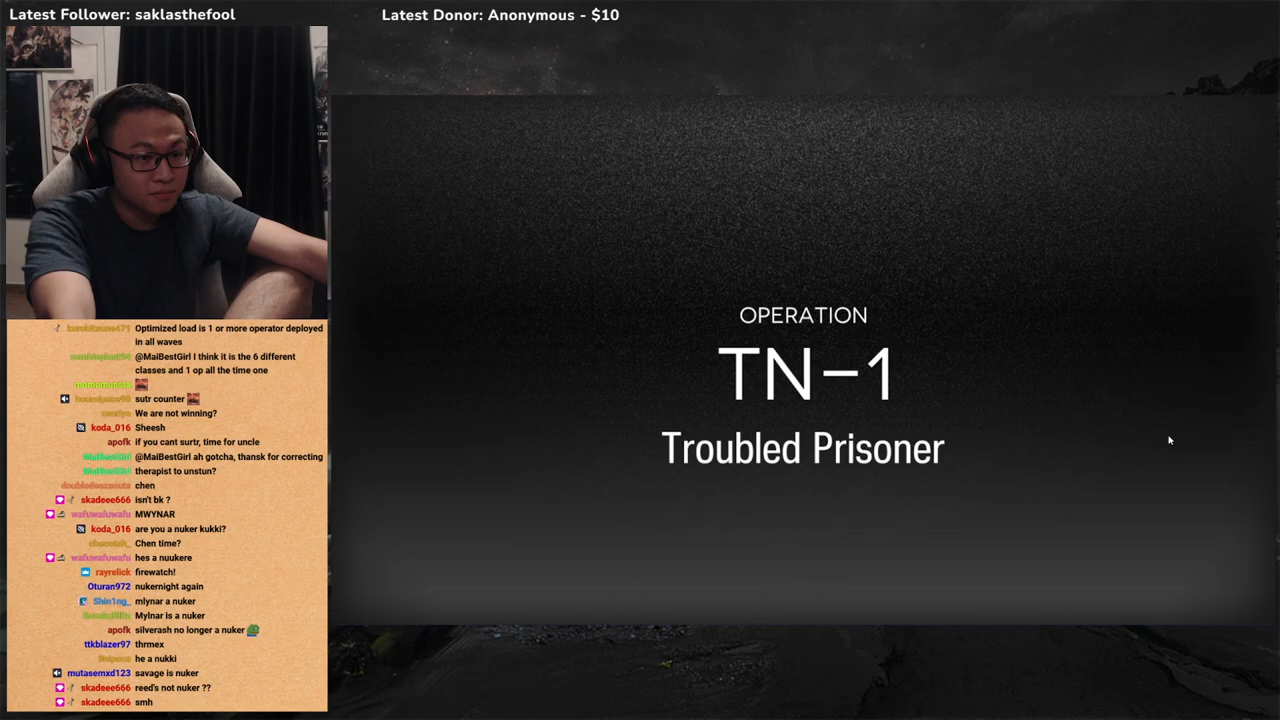 Latest Follower: saklasthefool
Latest Donor: Anonymous - $10
OPERATION
TN-1
Troubled Prisoner
Optimized load is 1 or more operator deployed
in all waves
@MaiBestGirl I think it is the 6 different
classes and 1 op all the time one
momomonsta
sutr counter
We are not winning?
koda_016 Sheesh
apofk if you cant surtr, time for uncle
MaiBestGirl @MaiBestGirl ah gotcha, thansk for correcting
MaiBestGirl therapist to unstun?
chen
skadeee666 isn't bk ?
wafuwafuwafu MWYNAR
koda_016 are you a nuker kukki?
Chen time?
wafuwafuwafu hes a nuukere
rayrelick firewatch!
Oturan972 nukernight again
Shin1ng_ mlynar a nuker
Mylnar is a nuker
apofk silverash no longer a nuker
ttkblazer97 thrmex
he a nukki
mutasemxd123 savage is nuker
skadeee666 reed's not nuker ??
skadeee666 smh